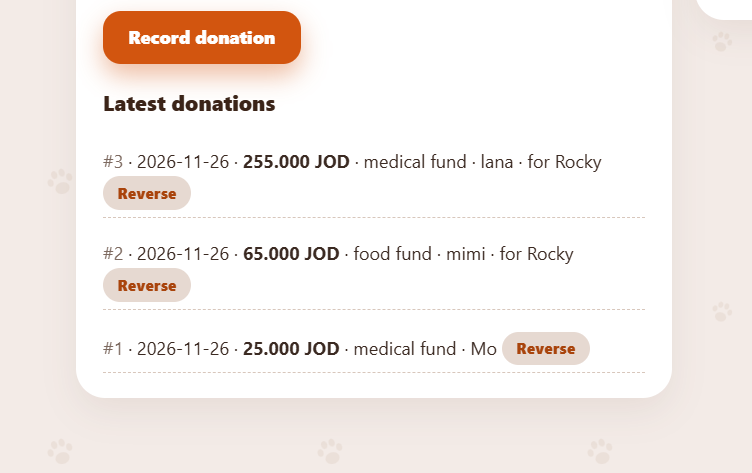 Record donation
Latest donations
#3 · 2026-11-26 · 255.000 JOD · medical fund · lana · for Rocky
Reverse
#2 · 2026-11-26 · 65.000 JOD · food fund · mimi · for Rocky
Reverse
#1 · 2026-11-26 · 25.000 JOD · medical fund · Mo Reverse